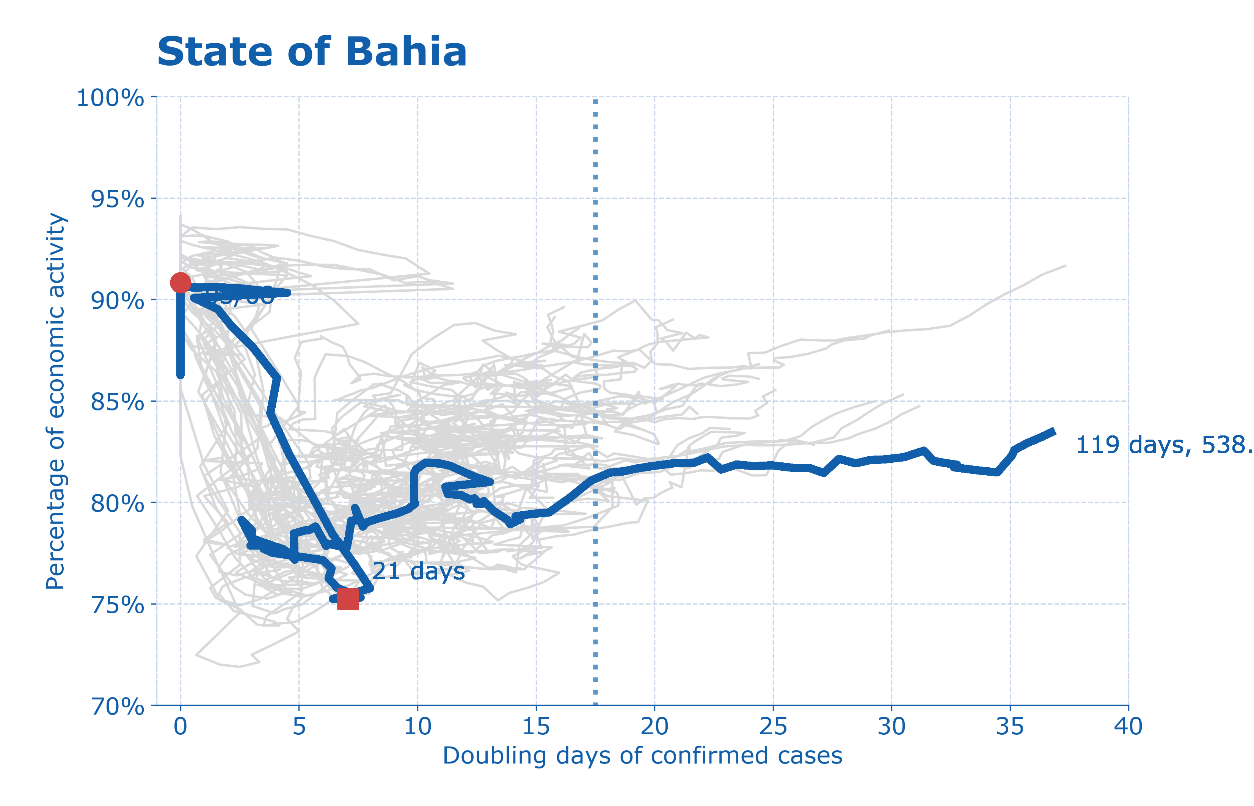 State of Bahia
100%
95%
90%
85%
80%
75%
70%
Percentage of economic activity
21 days
119 days, 538.
0 5 10 15 20 25 30 35 40
Doubling days of confirmed cases